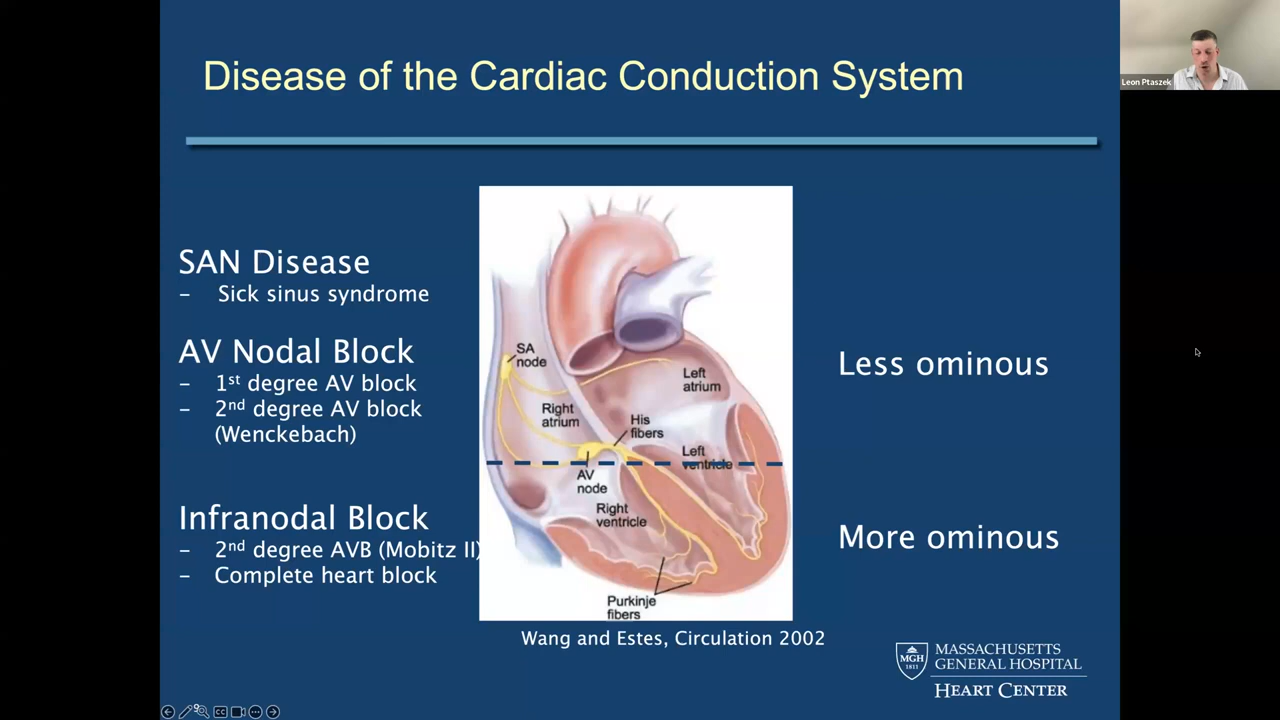 Disease of the Cardiac Conduction System
Leon Ptaszek
SAN Disease
– Sick sinus syndrome
AV Nodal Block
– 1st degree AV block
– 2nd degree AV block
(Wenckebach)
Infranodal Block
– 2nd degree AVB (Mobitz II)
– Complete heart block
SA
node
Right
atrium
Left
atrium
His
fibers
Left
ventricle
AV
node
Right
ventricle
Purkinje
fibers
Less ominous
More ominous
Wang and Estes, Circulation 2002
MGH
1811
MASSACHUSETTS
GENERAL HOSPITAL
HEART CENTER
CC